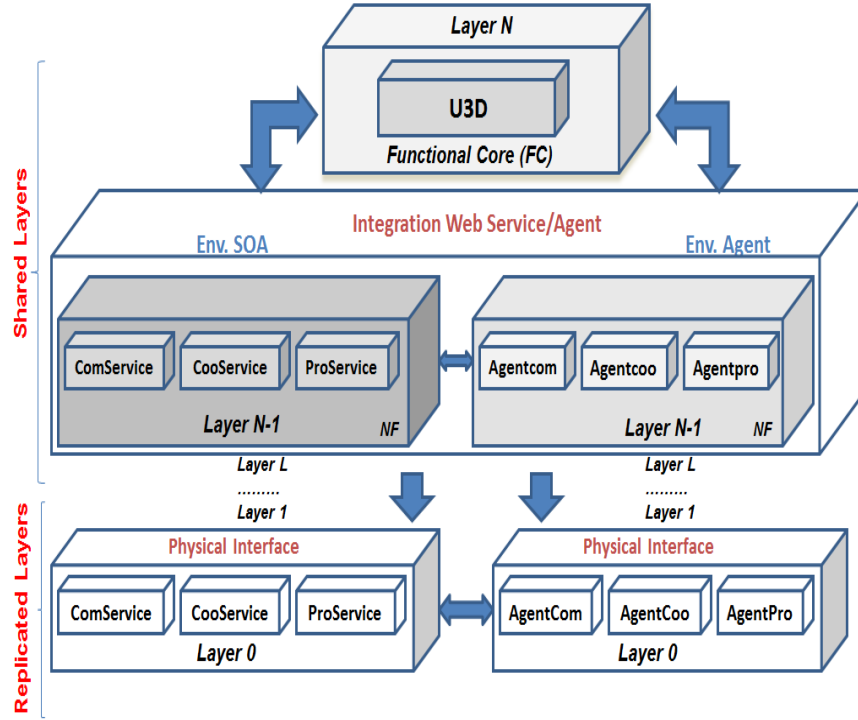 Layer N
U3D
Functional Core (FC)
Shared Layers
Integration Web Service/Agent
Env. SOA
Env. Agent
ComService
CooService
ProService
Agentcom
Agentcoo
Agentpro
Layer N-1
NF
Layer N-1
NF
Layer L
.........
Layer 1
Layer L
.........
Layer 1
Replicated Layers
Physical Interface
Physical Interface
ComService
CooService
ProService
AgentCom
AgentCoo
AgentPro
Layer 0
Layer 0